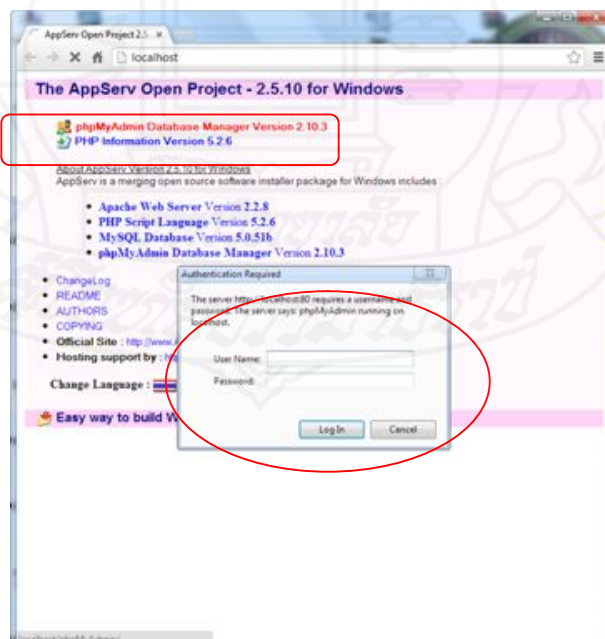 AppServ Open Project 2.5.
localhost
The AppServ Open Project - 2.5.10 for Windows
phpMyAdmin Database Manager Version 2.10.3
PHP Information Version 5.2.6
About AppServ Version 2.5.10 for Windows
AppServ is a merging open source software installer package for Windows includes
Apache Web Server Version 2.2.8
PHP Script Language Version 5.2.6
MySQL Database Version 5.0.51b
phpMyAdmin Database Manager Version 2.10.3
ChangeLog
README
AUTHORS
COPYING
Official Site : http://www.
Hosting support by :
Change Language :
Easy way to build W
Authentication Required
The server http://localhost:80 requires a username and
password. The server says: phpMyAdmin running on
localhost.
User Name:
Password:
Log In
Cancel
localhost/phpMyAdmin/